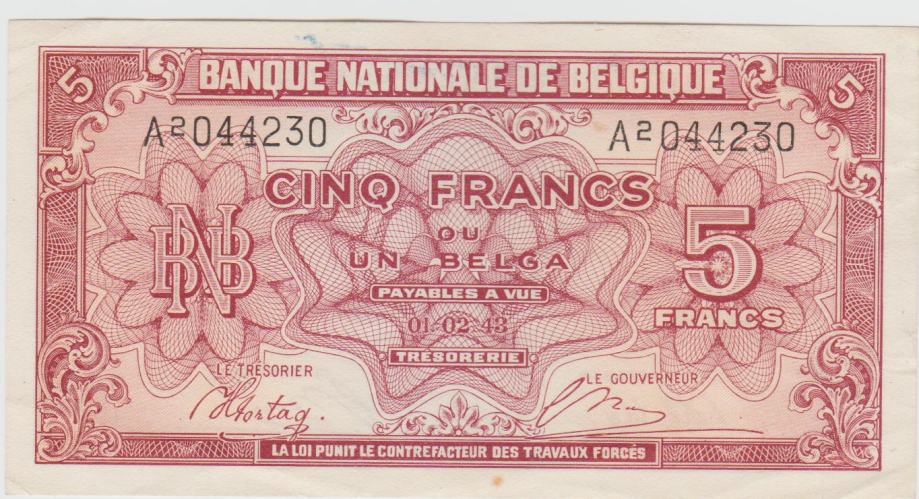 5 BANQUE NATIONALE DE BELGIQUE 5
A2044230 A2044230
CINQ FRANCS
OU
UN BELGA
BNB
5
FRANCS
PAYABLES A VUE
01-02-43
TRÉSORERIE
LE TRÉSORIER LE GOUVERNEUR
LA LOI PUNIT LE CONTREFACTEUR DES TRAVAUX FORCÉS